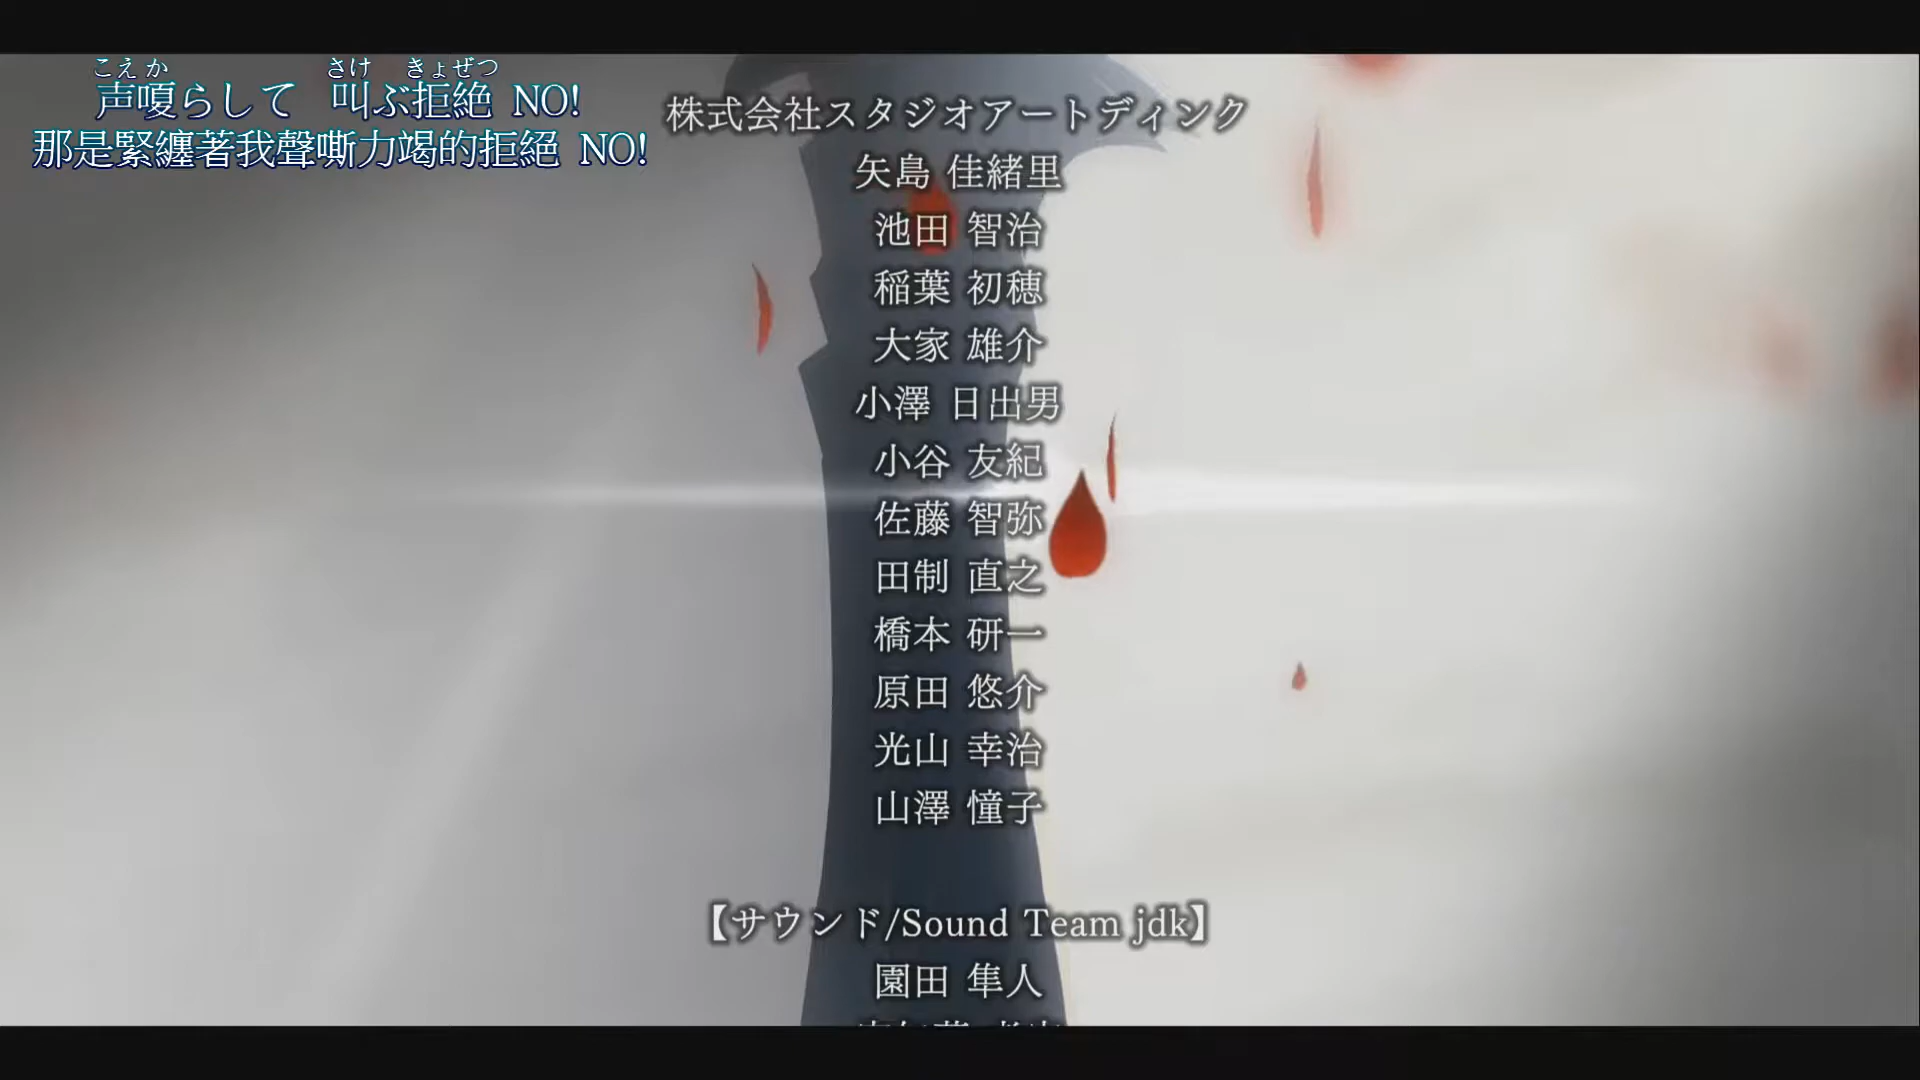 こえか さけ きょぜつ
声嗄らして 叫ぶ拒絶 NO!
那是緊纏著我聲嘶力竭的拒絕 NO!
株式会社スタジオアートディンク
矢島 佳緒里
池田 智治
稲葉 初穂
大家 雄介
小澤 日出男
小谷 友紀
佐藤 智弥
田制 直之
橋本 研一
原田 悠介
光山 幸治
山澤 憧子
【サウンド/Sound Team jdk】
園田 隼人